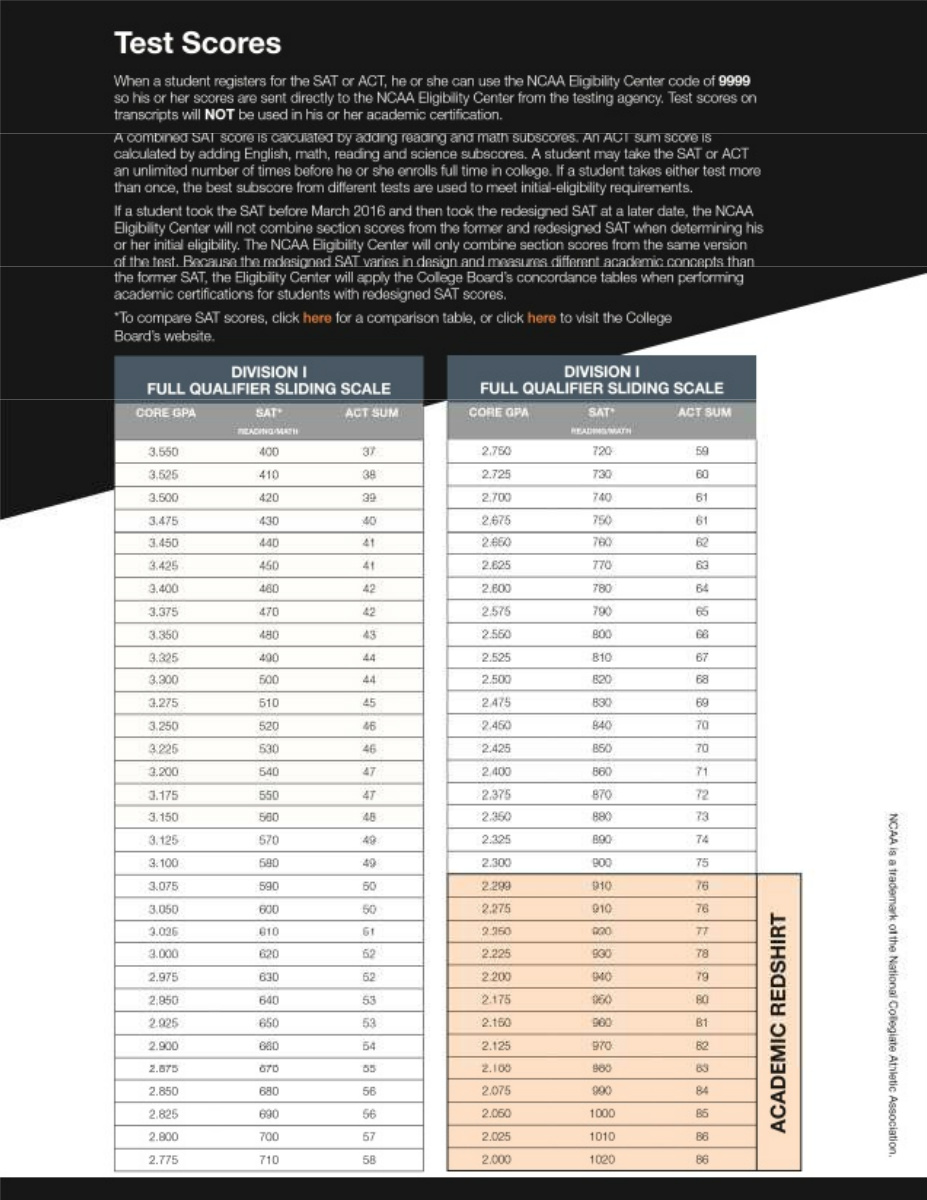 Test Scores
When a student registers for the SAT or ACT, he or she can use the NCAA Eligibility Center code of 9999
so his or her scores are sent directly to the NCAA Eligibility Center from the testing agency. Test scores on
transcripts will NOT be used in his or her academic certification.
A combined SAT score is calculated by adding reading and math subscores. An ACT sum score is
calculated by adding English, math, reading and science subscores. A student may take the SAT or ACT
an unlimited number of times before he or she enrolls full time in college. If a student takes either test more
than once, the best subscore from different tests are used to meet initial-eligibility requirements.
If a student took the SAT before March 2016 and then took the redesigned SAT at a later date, the NCAA
Eligibility Center will not combine section scores from the former and redesigned SAT when determining his
or her initial eligibility. The NCAA Eligibility Center will only combine section scores from the same version
of the test. Because the redesigned SAT varies in design and measures different academic concepts than
the former SAT, the Eligibility Center will apply the College Board's concordance tables when performing
academic certifications for students with redesigned SAT scores.
*To compare SAT scores, click here for a comparison table, or click here to visit the College
Board's website.
DIVISION I
FULL QUALIFIER SLIDING SCALE
CORE GPA SAT* ACT SUM
READING/MATH
3.550 400 37
3.525 410 38
3.500 420 39
3.475 430 40
3.450 440 41
3.425 450 41
3.400 460 42
3.375 470 42
3.350 480 43
3.325 490 44
3.300 500 44
3.275 510 45
3.250 520 46
3.225 530 46
3.200 540 47
3.175 550 47
3.150 560 48
3.125 570 49
3.100 580 49
3.075 590 50
3.050 600 50
3.025 610 51
3.000 620 52
2.975 630 52
2.950 640 53
2.925 650 53
2.900 660 54
2.875 670 55
2.850 680 56
2.825 690 56
2.800 700 57
2.775 710 58
DIVISION I
FULL QUALIFIER SLIDING SCALE
CORE GPA SAT* ACT SUM
READING/MATH
2.750 720 59
2.725 730 60
2.700 740 61
2.675 750 61
2.650 760 62
2.625 770 63
2.600 780 64
2.575 790 65
2.550 800 66
2.525 810 67
2.500 820 68
2.475 830 69
2.450 840 70
2.425 850 70
2.400 860 71
2.375 870 72
2.350 880 73
2.325 890 74
2.300 900 75
2.299 910 76
2.275 910 76
2.250 920 77
2.225 930 78
2.200 940 79
2.175 950 80
2.150 960 81
2.125 970 82
2.100 980 83
2.075 990 84
2.050 1000 85
2.025 1010 86
2.000 1020 86
ACADEMIC REDSHIRT
NCAA is a trademark of the National Collegiate Athletic Association.